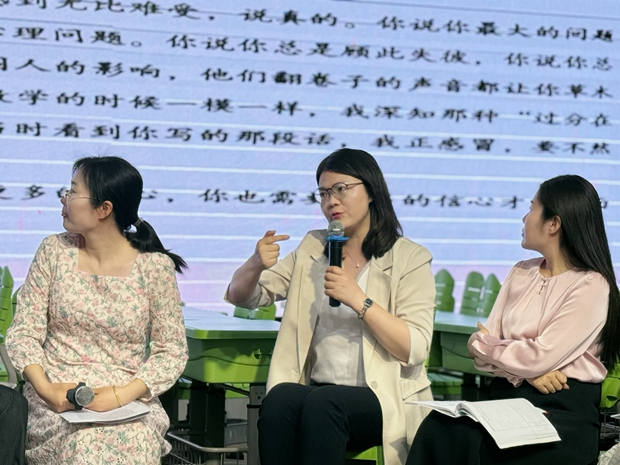 感到无比难受，说真的。你说你最大的问题
理问题。你说你总是顾此失彼，你说你总
人的影响，他们翻卷子的声音都让你草木
学的时候一模一样，我深知那种“过分在
时看到你写的那段话，我正感冒，要不然
更多 心，你也需 的信心才